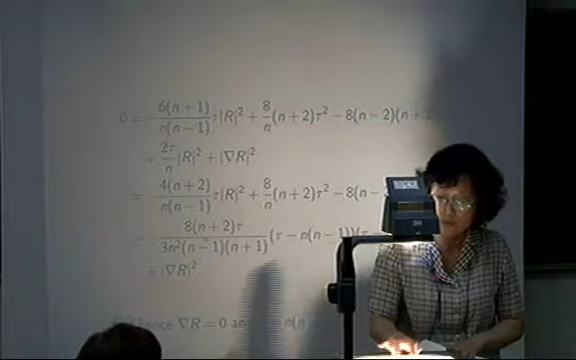 0 = 6(n+1)/n(n−1) τ|R|² + 8/n (n+2)τ² − 8(n−2)(n+2
+ 2τ/n |R|² + |∇R|²
= 4(n+2)/n(n−1) τ|R|² + 8/n (n+2)τ² − 8(n−
= 8(n+2)τ/3n²(n−1)(n+1) (τ − n(n−1))(τ
+ |∇R|².
hence ∇R = 0 n(n